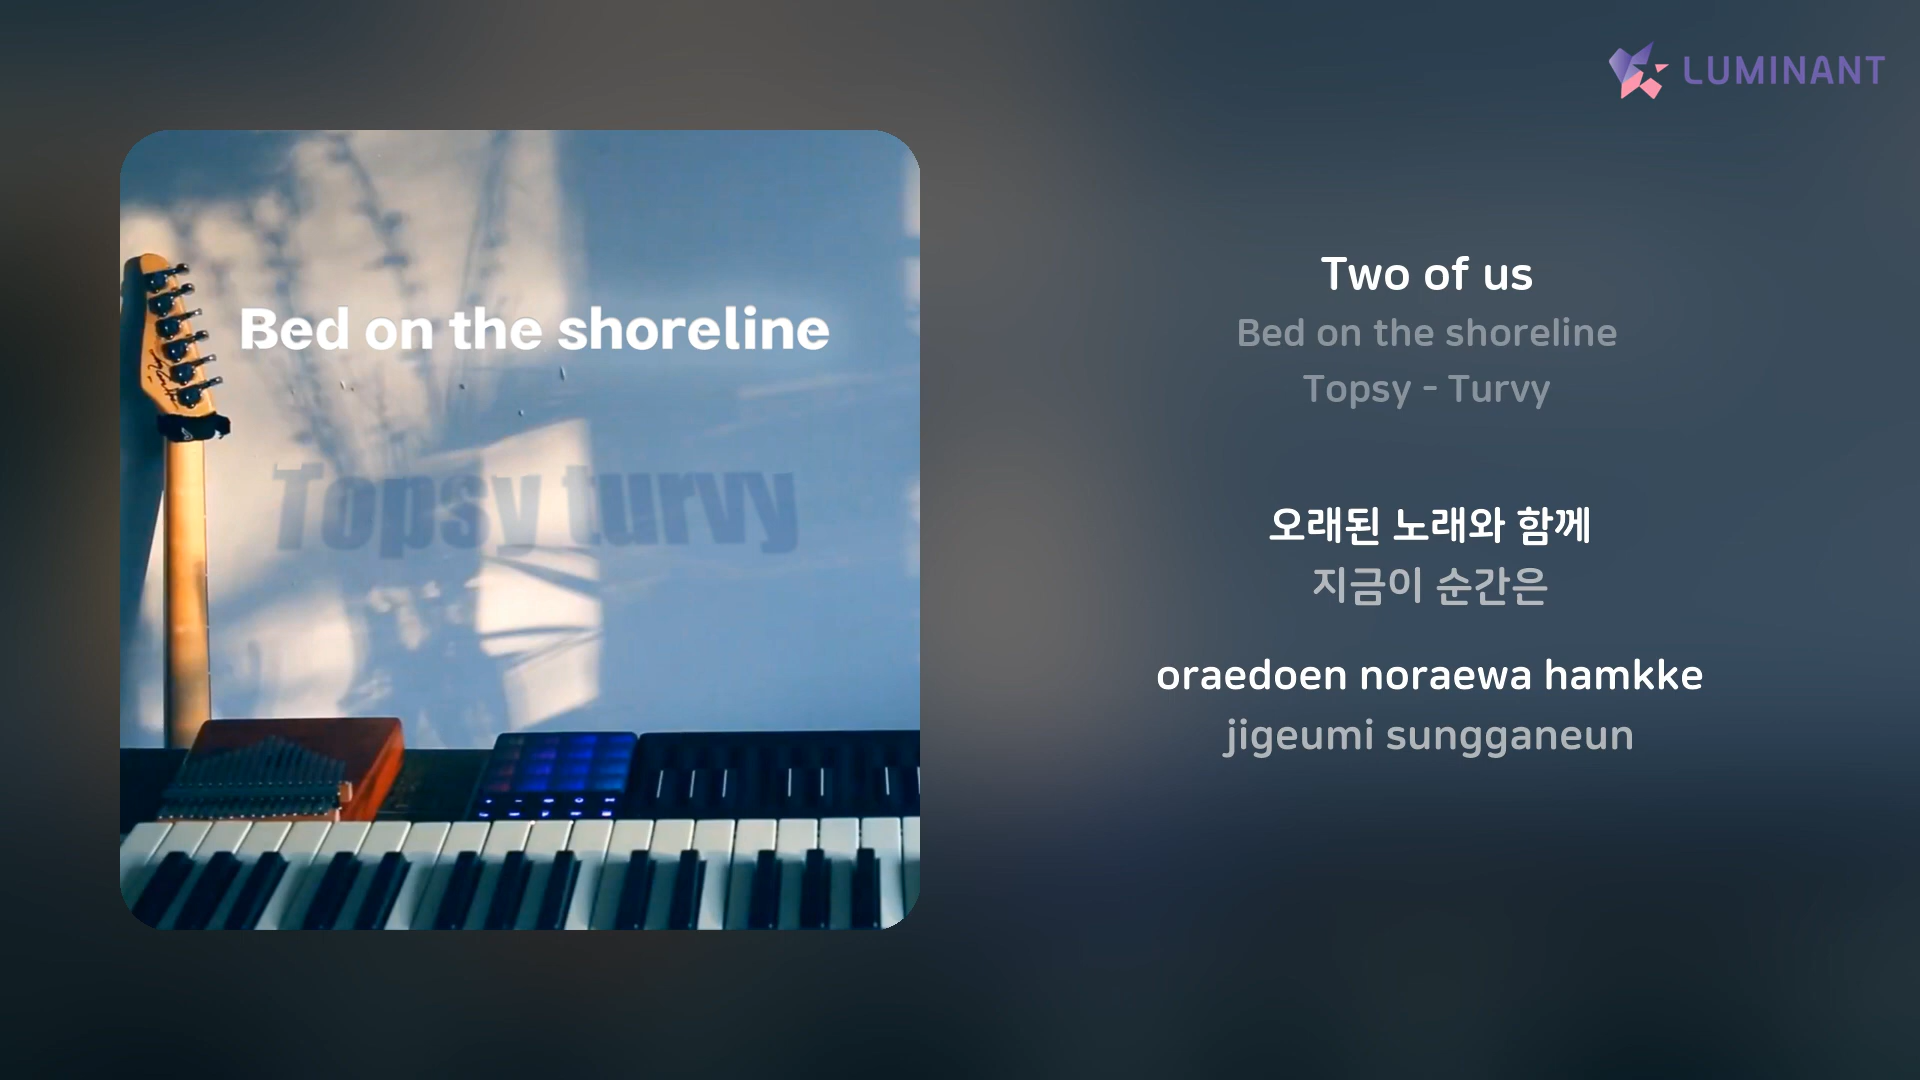 LUMINANT
Bed on the shoreline
Topsy turvy
Two of us
Bed on the shoreline
Topsy - Turvy
오래된 노래와 함께
지금이 순간은
oraedoen noraewa hamkke
jigeumi sungganeun